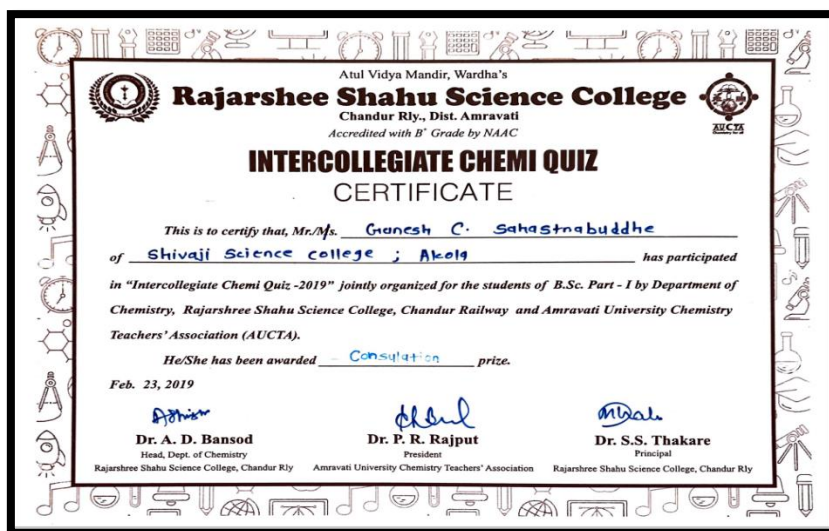 Atul Vidya Mandir, Wardha's
Rajarshee Shahu Science College
Chandur Rly., Dist. Amravati
Accredited with B+ Grade by NAAC
AUCTA
INTERCOLLEGIATE CHEMI QUIZ
CERTIFICATE
This is to certify that, Mr./Ms. Ganesh C. Sahastrabuddhe
of Shivaji Science college ; Akola has participated
in "Intercollegiate Chemi Quiz -2019" jointly organized for the students of B.Sc. Part - I by Department of
Chemistry, Rajarshree Shahu Science College, Chandur Railway and Amravati University Chemistry
Teachers' Association (AUCTA).
He/She has been awarded Consulation prize.
Feb. 23, 2019
Dr. A. D. Bansod Dr. P. R. Rajput Dr. S.S. Thakare
Head, Dept. of Chemistry President Principal
Rajarshree Shahu Science College, Chandur Rly Amravati University Chemistry Teachers' Association Rajarshree Shahu Science College, Chandur Rly